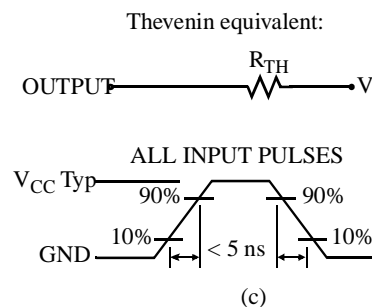 Thevenin equivalent:
RTH
OUTPUT V
ALL INPUT PULSES
VCC Typ
90% 90%
10% 10%
GND < 5 ns
(c)